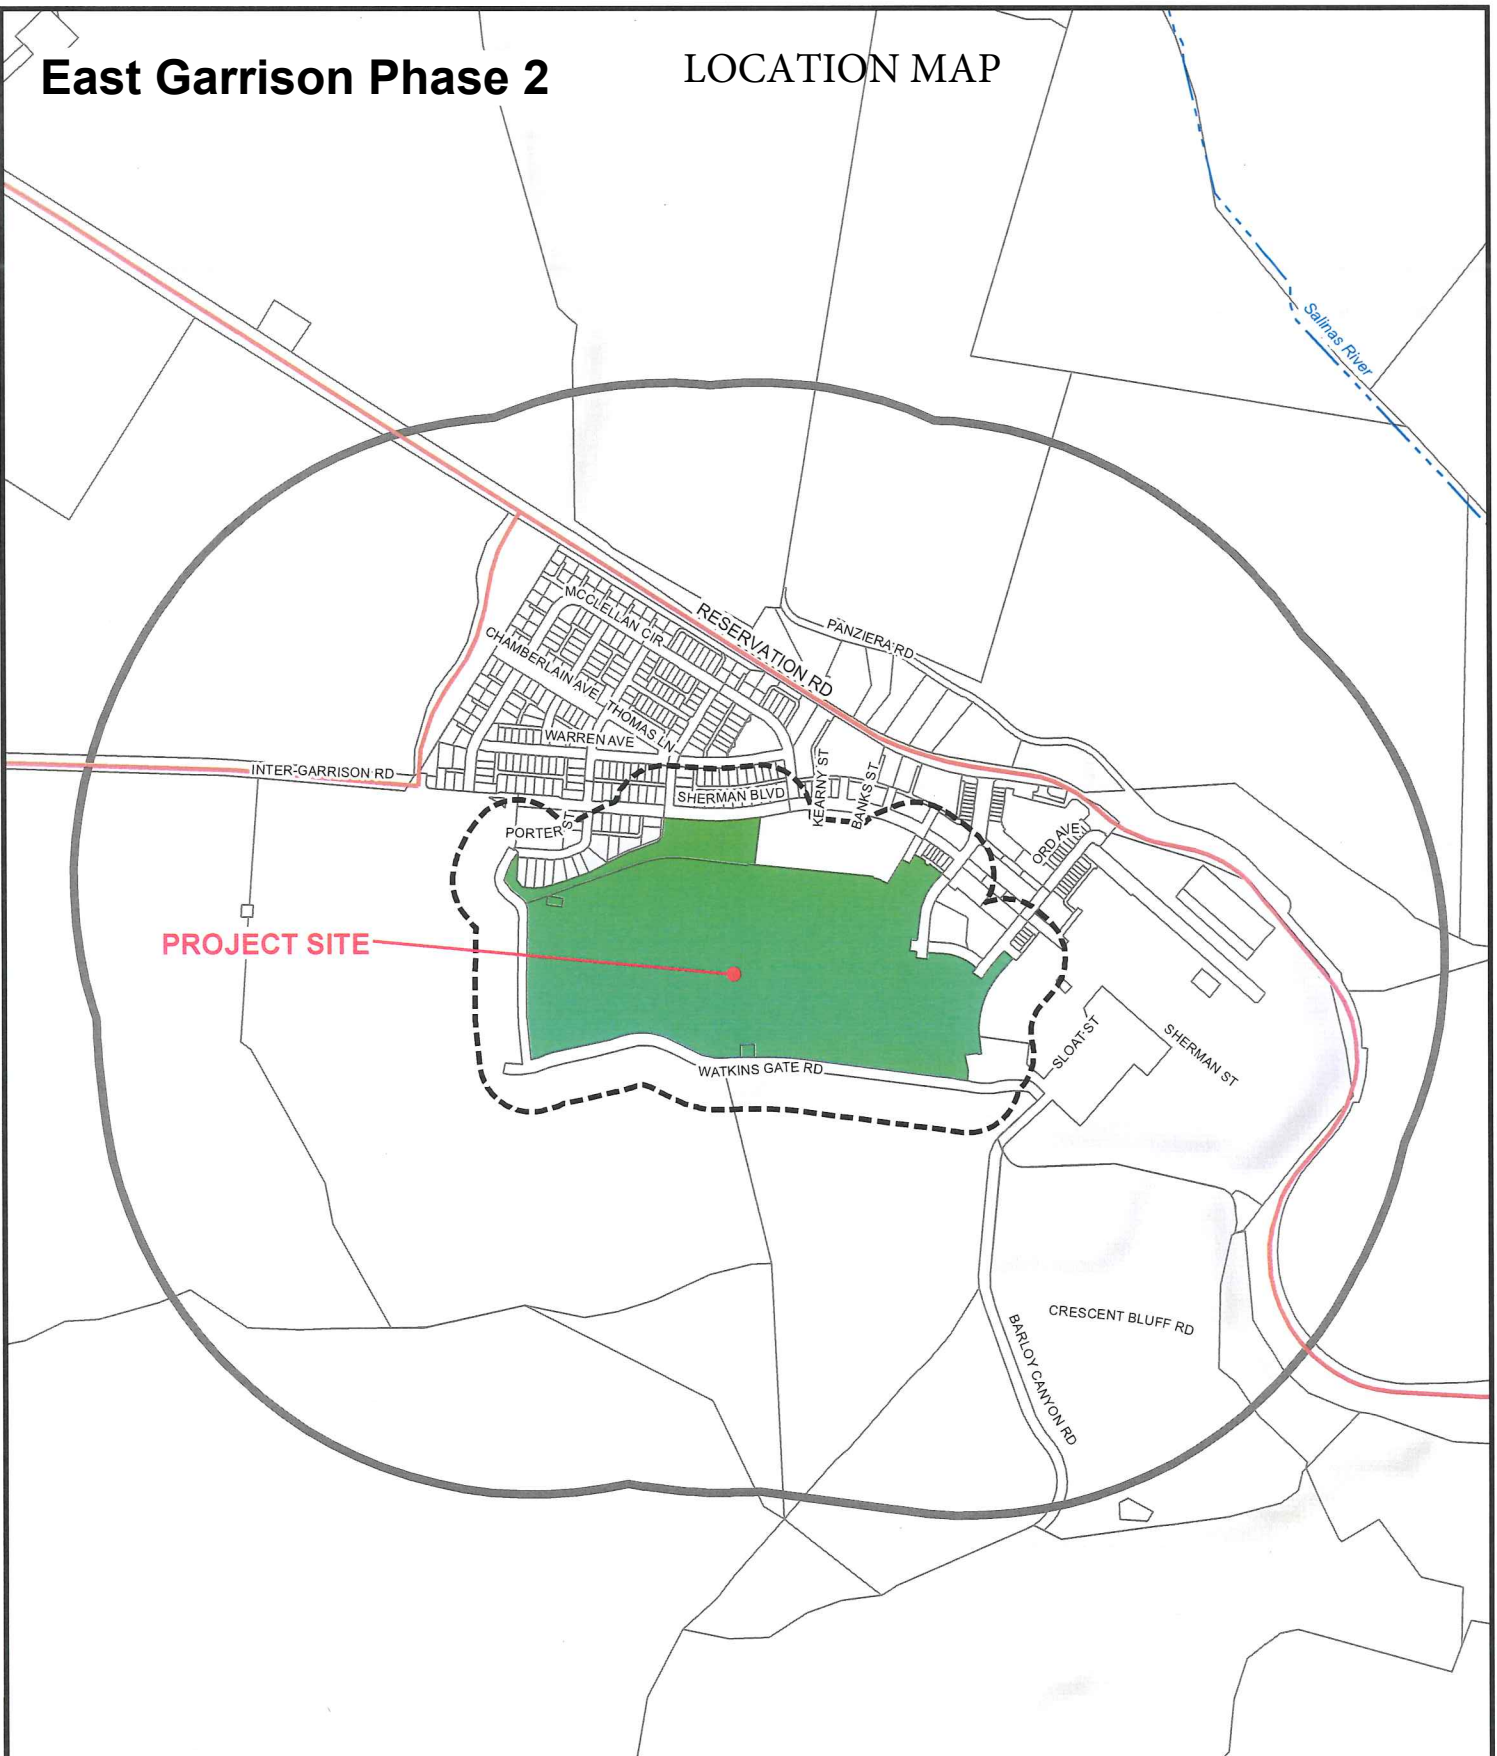 East Garrison Phase 2
LOCATION MAP
Salinas River
MCCLELLAN CIR
RESERVATION RD
PANZIERA RD
CHAMBERLAIN AVE
THOMAS LN
WARREN AVE
INTER-GARRISON RD
KEARNY ST
BANKS ST
SHERMAN BLVD
PORTER ST
ORD AVE
PROJECT SITE
SLOAT ST
SHERMAN ST
WATKINS GATE RD
CRESCENT BLUFF RD
BARLOY CANYON RD